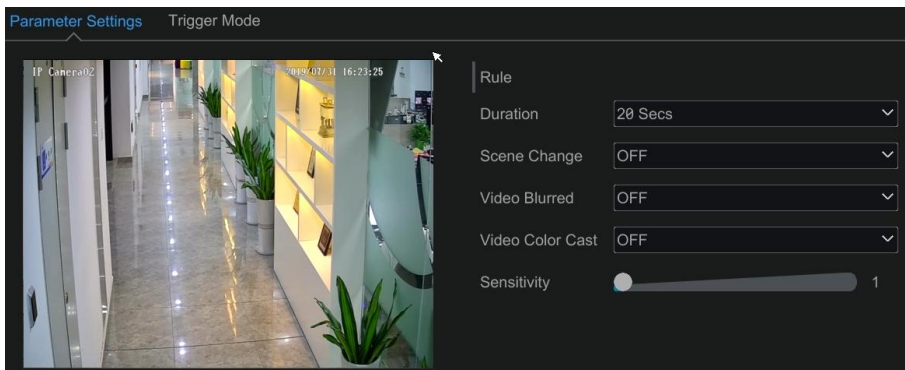 Parameter Settings
Trigger Mode
IP Camera02
2019/07/31 16:23:25
Rule
Duration
20 Secs
Scene Change
OFF
Video Blurred
OFF
Video Color Cast
OFF
Sensitivity
1